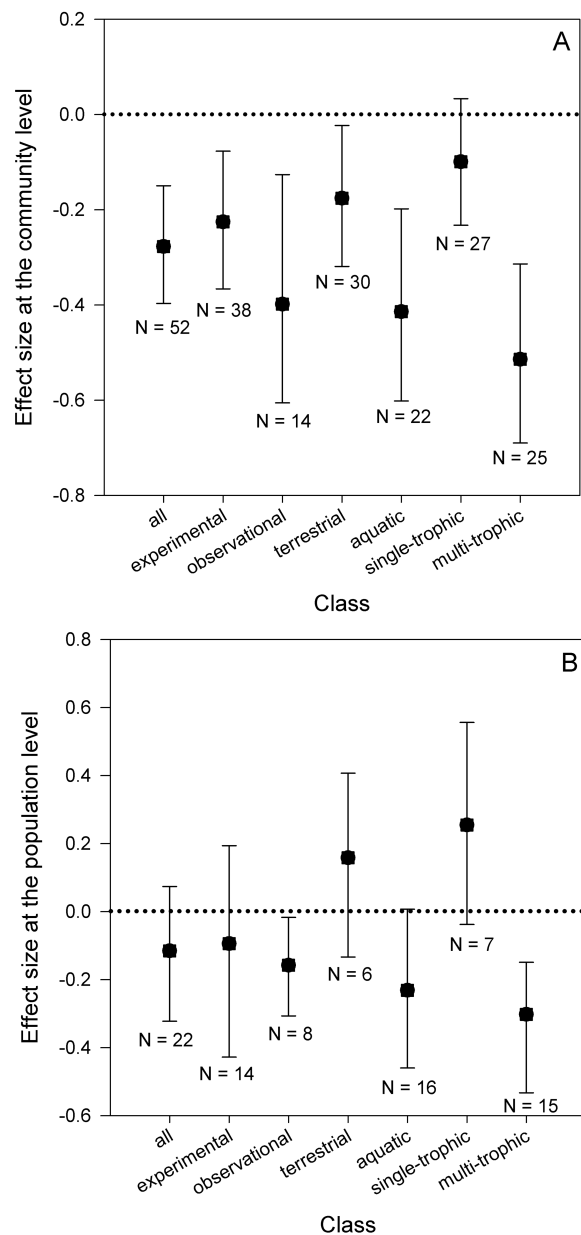 A
Effect size at the community level
0.2
0.0
-0.2
-0.4
-0.6
-0.8
N = 52
N = 38
N = 14
N = 30
N = 22
N = 27
N = 25
all
experimental
observational
terrestrial
aquatic
single-trophic
multi-trophic
Class
B
Effect size at the population level
0.8
0.6
0.4
0.2
0.0
-0.2
-0.4
-0.6
N = 22
N = 14
N = 8
N = 6
N = 16
N = 7
N = 15
all
experimental
observational
terrestrial
aquatic
single-trophic
multi-trophic
Class